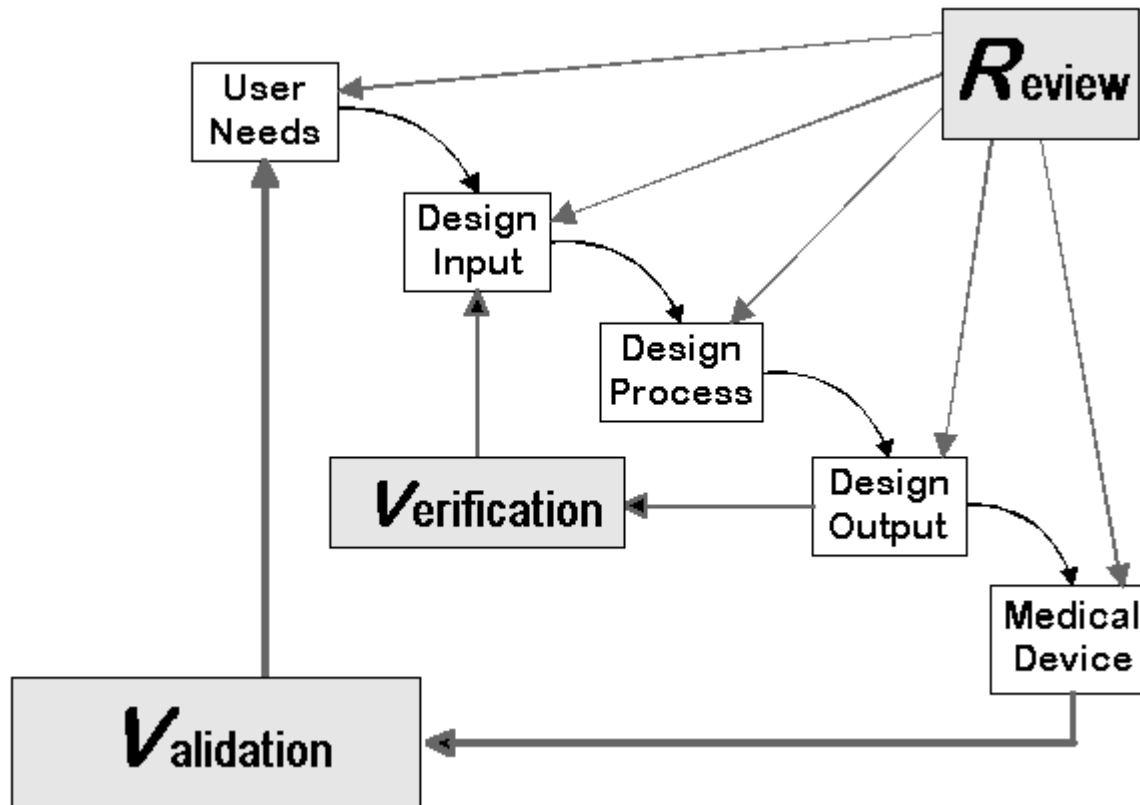 User
Needs
Review
Design
Input
Design
Process
Verification
Design
Output
Medical
Device
Validation